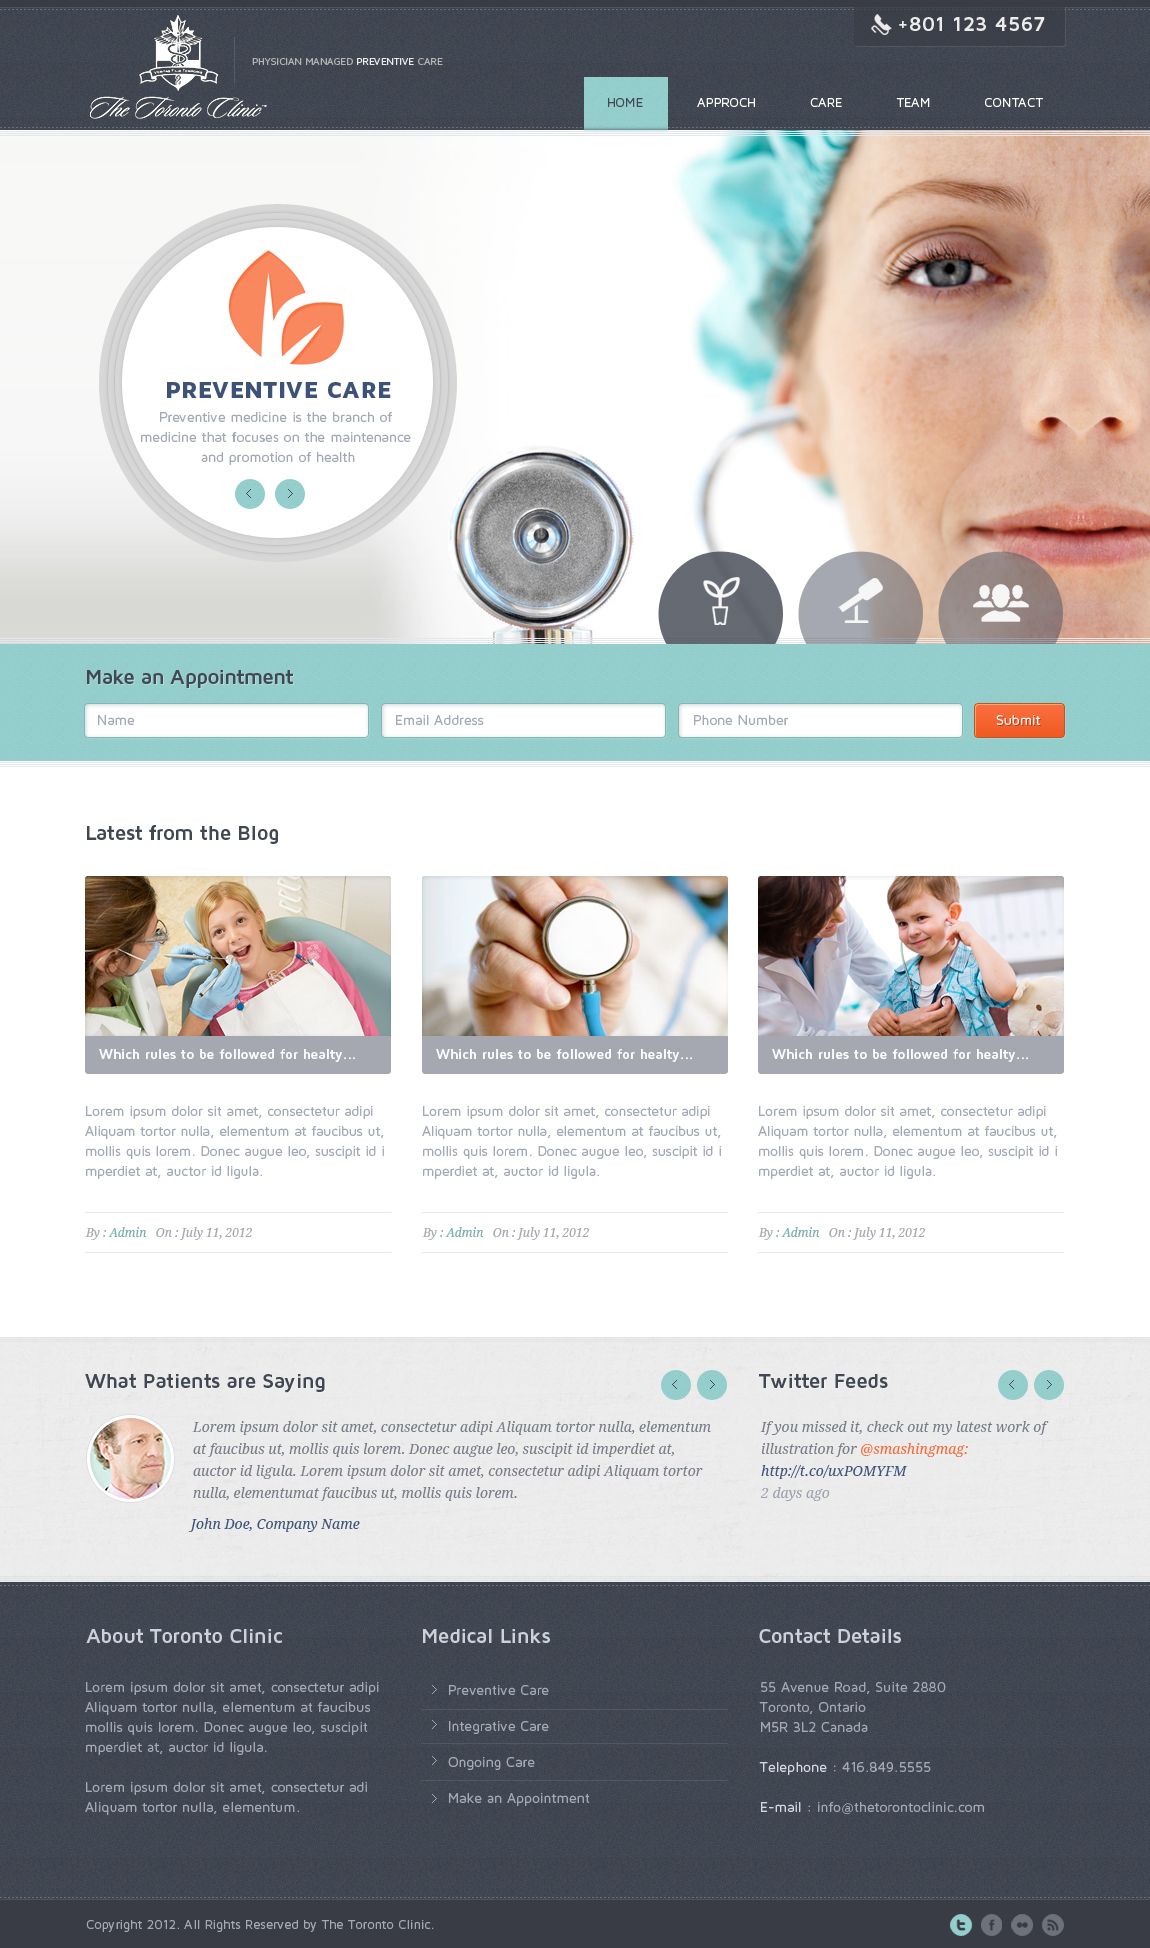 +801 123 4567
The Toronto Clinic™
PHYSICIAN MANAGED PREVENTIVE CARE
HOME
APPROCH
CARE
TEAM
CONTACT
PREVENTIVE CARE
Preventive medicine is the branch of
medicine that focuses on the maintenance
and promotion of health
Make an Appointment
Name
Email Address
Phone Number
Submit
Latest from the Blog
Which rules to be followed for healty...
Lorem ipsum dolor sit amet, consectetur adipi
Aliquam tortor nulla, elementum at faucibus ut,
mollis quis lorem. Donec augue leo, suscipit id i
mperdiet at, auctor id ligula.
By : Admin On : July 11, 2012
Which rules to be followed for healty...
Lorem ipsum dolor sit amet, consectetur adipi
Aliquam tortor nulla, elementum at faucibus ut,
mollis quis lorem. Donec augue leo, suscipit id i
mperdiet at, auctor id ligula.
By : Admin On : July 11, 2012
Which rules to be followed for healty...
Lorem ipsum dolor sit amet, consectetur adipi
Aliquam tortor nulla, elementum at faucibus ut,
mollis quis lorem. Donec augue leo, suscipit id i
mperdiet at, auctor id ligula.
By : Admin On : July 11, 2012
What Patients are Saying
Lorem ipsum dolor sit amet, consectetur adipi Aliquam tortor nulla, elementum
at faucibus ut, mollis quis lorem. Donec augue leo, suscipit id imperdiet at,
auctor id ligula. Lorem ipsum dolor sit amet, consectetur adipi Aliquam tortor
nulla, elementumat faucibus ut, mollis quis lorem.
John Doe, Company Name
Twitter Feeds
If you missed it, check out my latest work of
illustration for @smashingmag:
http://t.co/uxPOMYFM
2 days ago
About Toronto Clinic
Lorem ipsum dolor sit amet, consectetur adipi
Aliquam tortor nulla, elementum at faucibus
mollis quis lorem. Donec augue leo, suscipit
mperdiet at, auctor id ligula.
Lorem ipsum dolor sit amet, consectetur adi
Aliquam tortor nulla, elementum.
Medical Links
Preventive Care
Integrative Care
Ongoing Care
Make an Appointment
Contact Details
55 Avenue Road, Suite 2880
Toronto, Ontario
M5R 3L2 Canada
Telephone : 416.849.5555
E-mail : info@thetorontoclinic.com
Copyright 2012. All Rights Reserved by The Toronto Clinic.